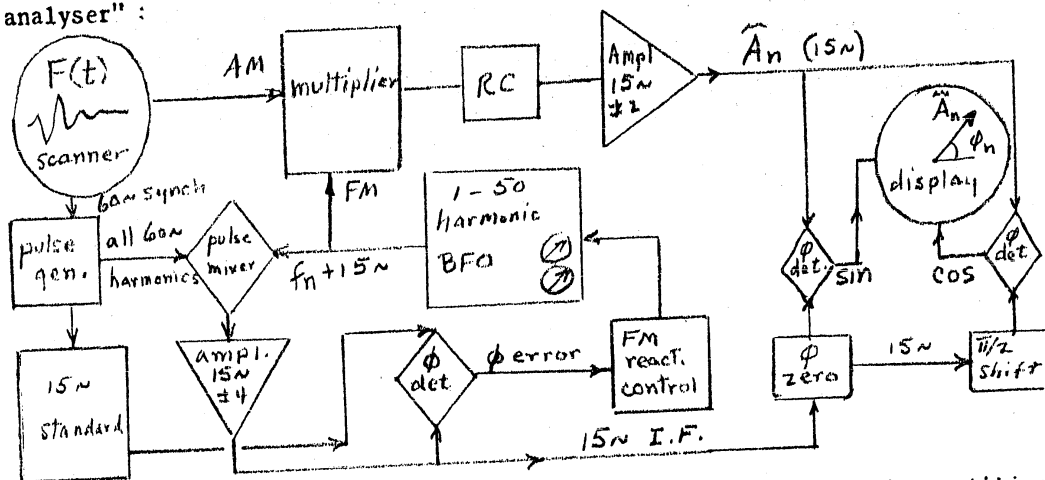 analyser" :
F(t)
scanner
AM
multiplier
RC
Ampl
15~
#2
Ân (15~)
Ân
φn
display
60~ synch
pulse
gen.
all 60~
harmonics
pulse
mixer
FM
fn + 15~
1 - 50
harmonic
BFO
φ
det.
sin
cos
φ
det
15~
standard
ampl.
15~
#4
φ
det
φ error
FM
react.
control
φ
zero
15~
π/2
shift
15~ I.F.